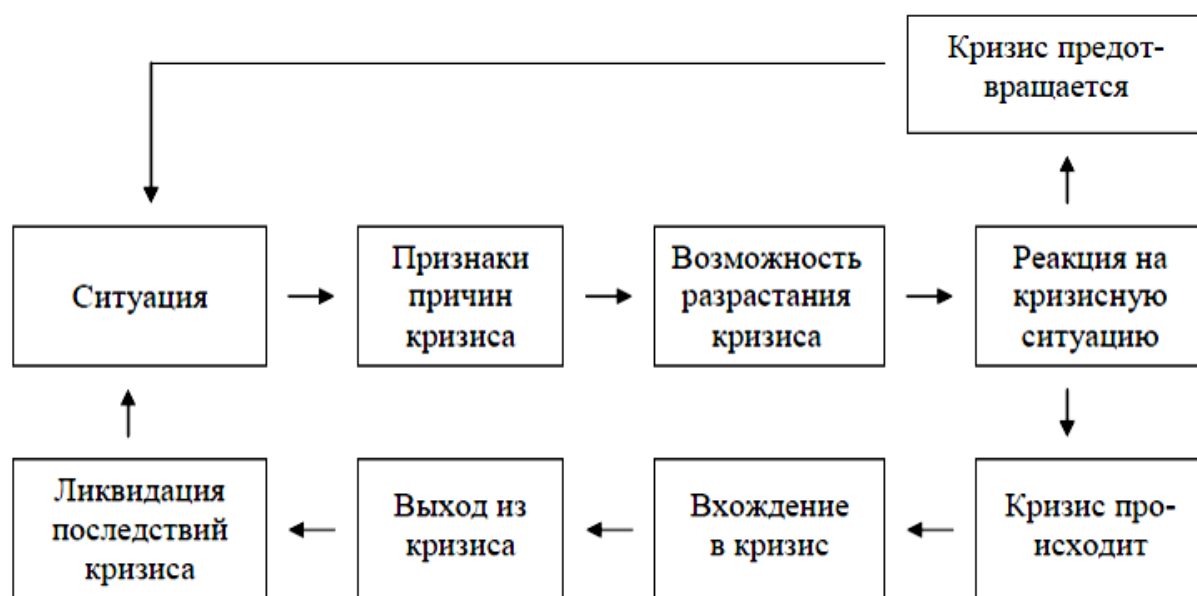 Кризис предот-
вращается
Ситуация
Признаки
причин
кризиса
Возможность
разрастания
кризиса
Реакция на
кризисную
ситуацию
Ликвидация
последствий
кризиса
Выход из
кризиса
Вхождение
в кризис
Кризис про-
исходит